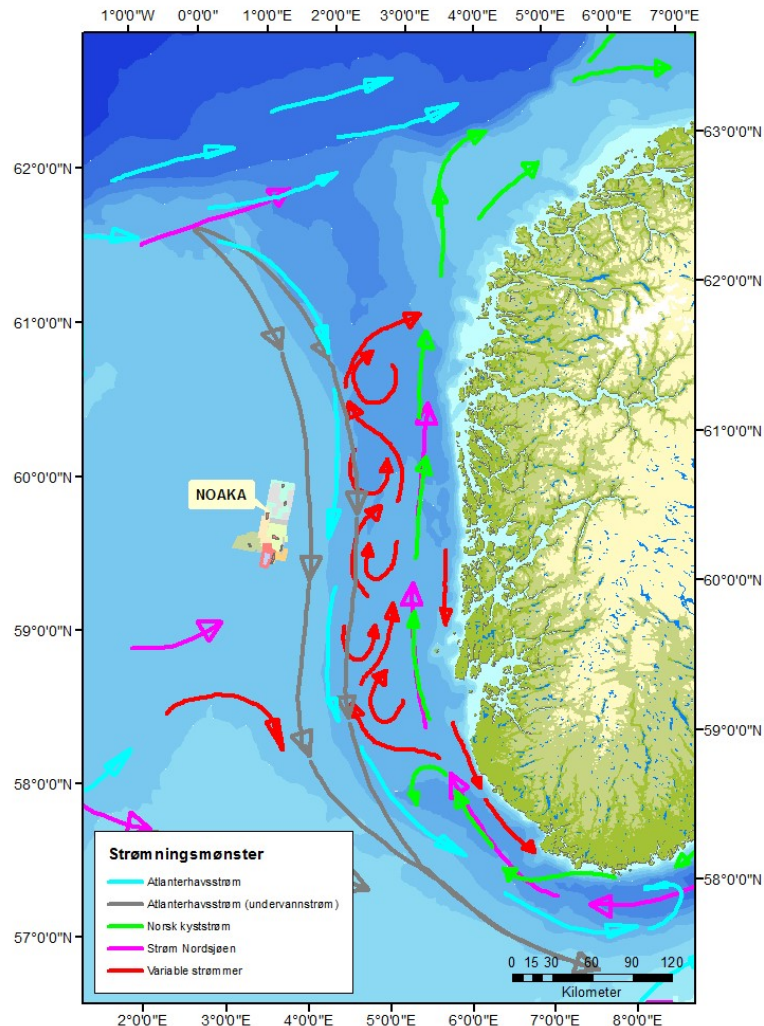 1°0'0"W 0°0'0" 1°0'0"E 2°0'0"E 3°0'0"E 4°0'0"E 5°0'0"E 6°0'0"E 7°0'0"E
63°0'0"N
62°0'0"N
62°0'0"N
61°0'0"N
61°0'0"N
60°0'0"N
NOAKA
60°0'0"N
59°0'0"N
59°0'0"N
58°0'0"N
58°0'0"N
57°0'0"N
Strømningsmønster
Atlanterhavsstrøm
Atlanterhavsstrøm (undervannstrøm)
Norsk kyststrøm
Strøm Nordsjøen
Variable strømmer
0 15 30 60 90 120
Kilometer
2°0'0"E 3°0'0"E 4°0'0"E 5°0'0"E 6°0'0"E 7°0'0"E 8°0'0"E